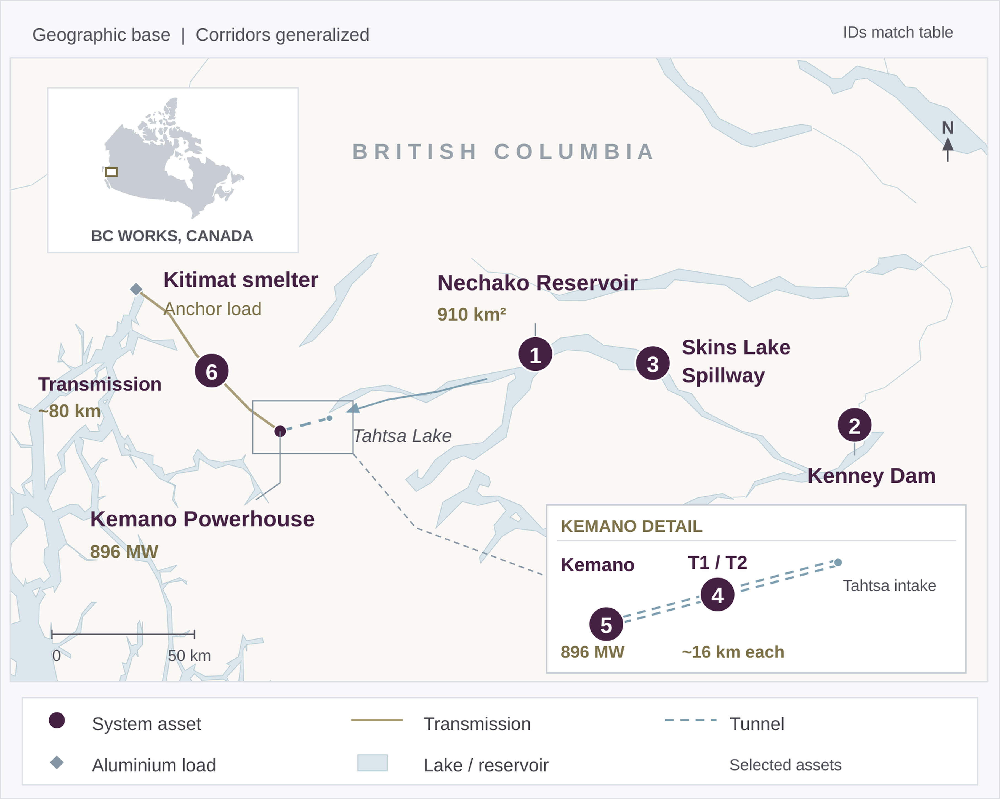 Geographic base | Corridors generalized
IDs match table
BRITISH COLUMBIA
N
BC WORKS, CANADA
Kitimat smelter
Anchor load
Nechako Reservoir
910 km²
1
3
Skins Lake
Spillway
6
Transmission
~80 km
2
Tahtsa Lake
Kenney Dam
Kemano Powerhouse
896 MW
KEMANO DETAIL
Kemano
T1 / T2
4
Tahtsa intake
5
896 MW
~16 km each
0
50 km
System asset
Transmission
Tunnel
Aluminium load
Lake / reservoir
Selected assets